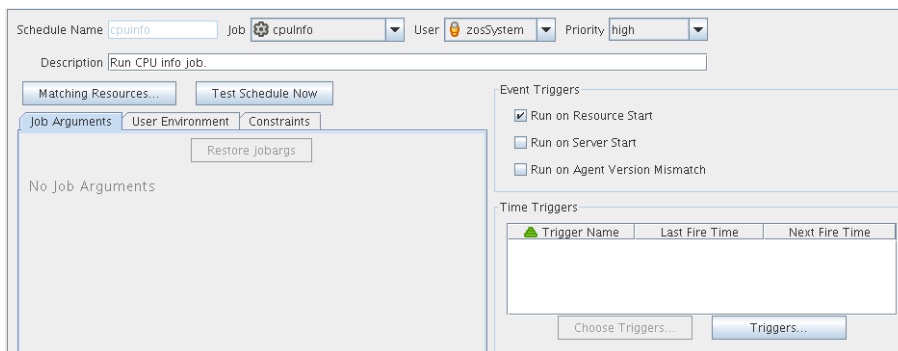 Schedule Name cpuinfo Job cpuInfo User zosSystem Priority high
Description Run CPU info job.
Matching Resources... Test Schedule Now
Job Arguments User Environment Constraints
Restore jobargs
No Job Arguments
Event Triggers
Run on Resource Start
Run on Server Start
Run on Agent Version Mismatch
Time Triggers
Trigger Name Last Fire Time Next Fire Time
Choose Triggers... Triggers...